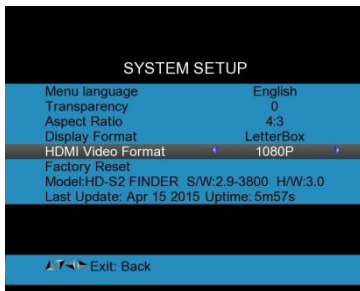 SYSTEM SETUP
Menu language English
Transparency 0
Aspect Ratio 4:3
Display Format LetterBox
HDMI Video Format 1080P
Factory Reset
Model:HD-S2 FINDER S/W:2.9-3800 H/W:3.0
Last Update: Apr 15 2015 Uptime: 5m57s
Exit: Back